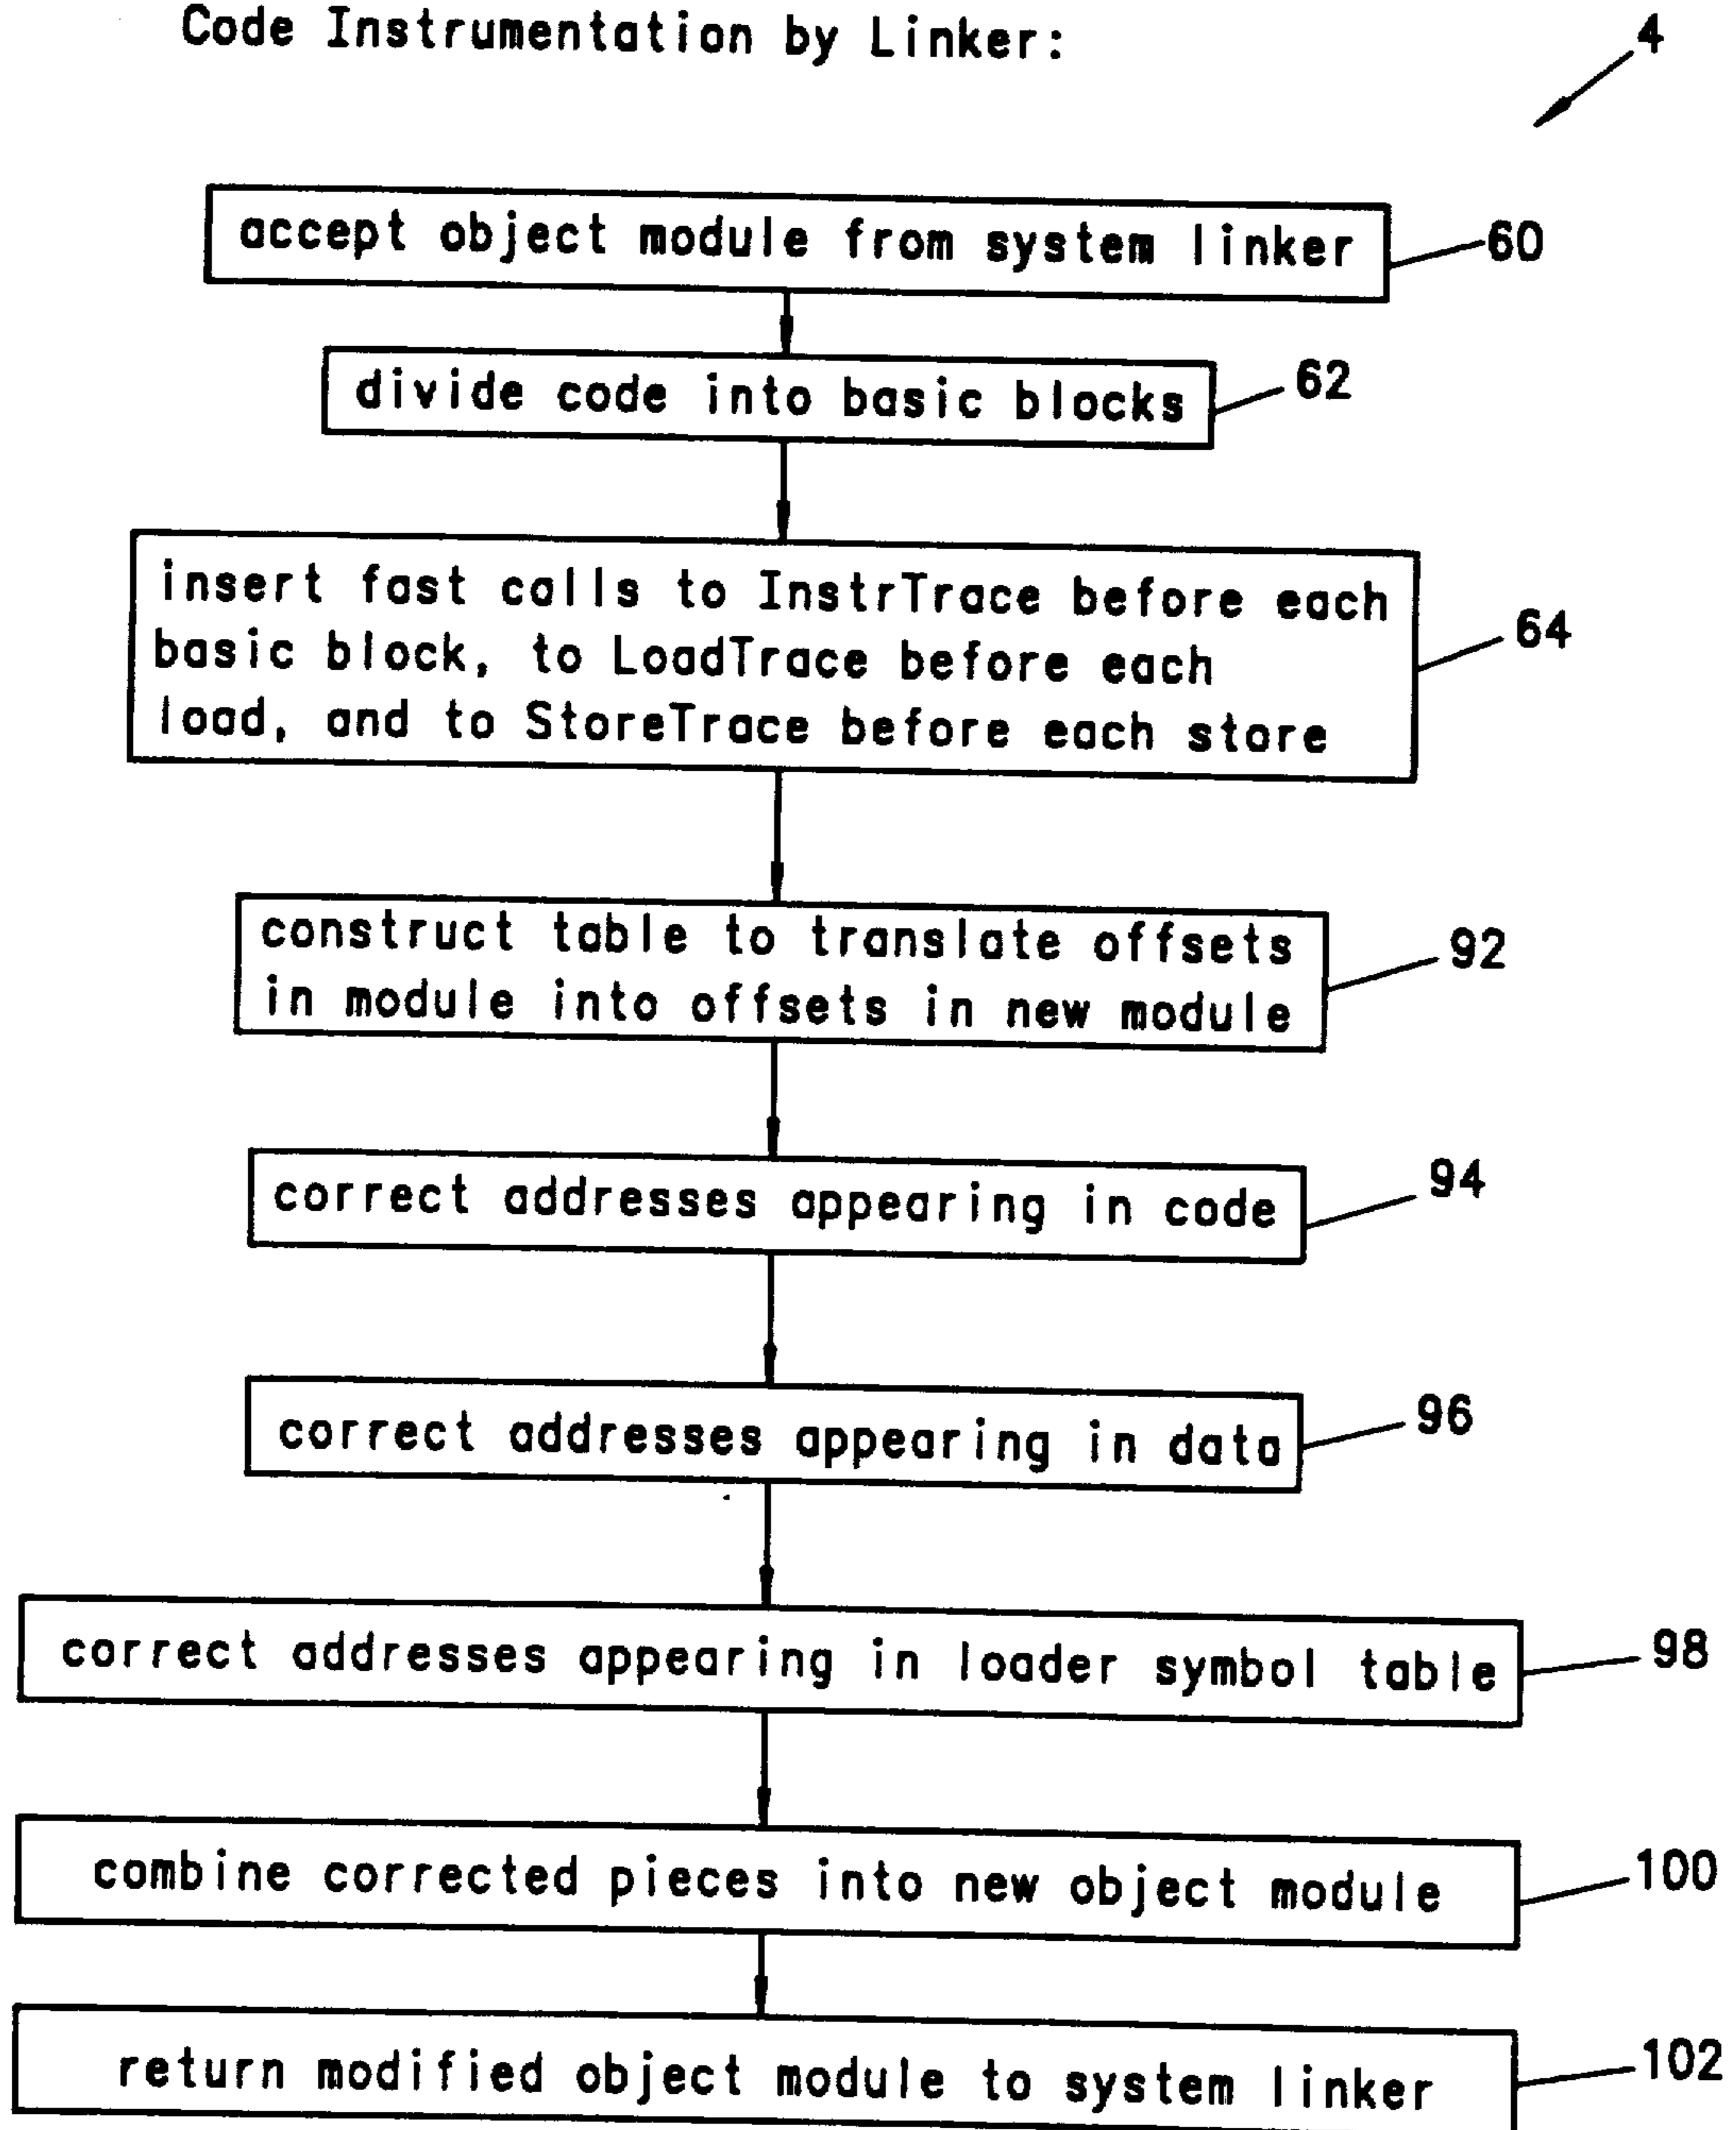 Code Instrumentation by Linker:
4
accept object module from system linker
60
divide code into basic blocks
62
insert fast calls to InstrTrace before each
basic block, to LoadTrace before each
load, and to StoreTrace before each store
64
construct table to translate offsets
in module into offsets in new module
92
correct addresses appearing in code
94
correct addresses appearing in data
96
correct addresses appearing in loader symbol table
98
combine corrected pieces into new object module
100
return modified object module to system linker
102